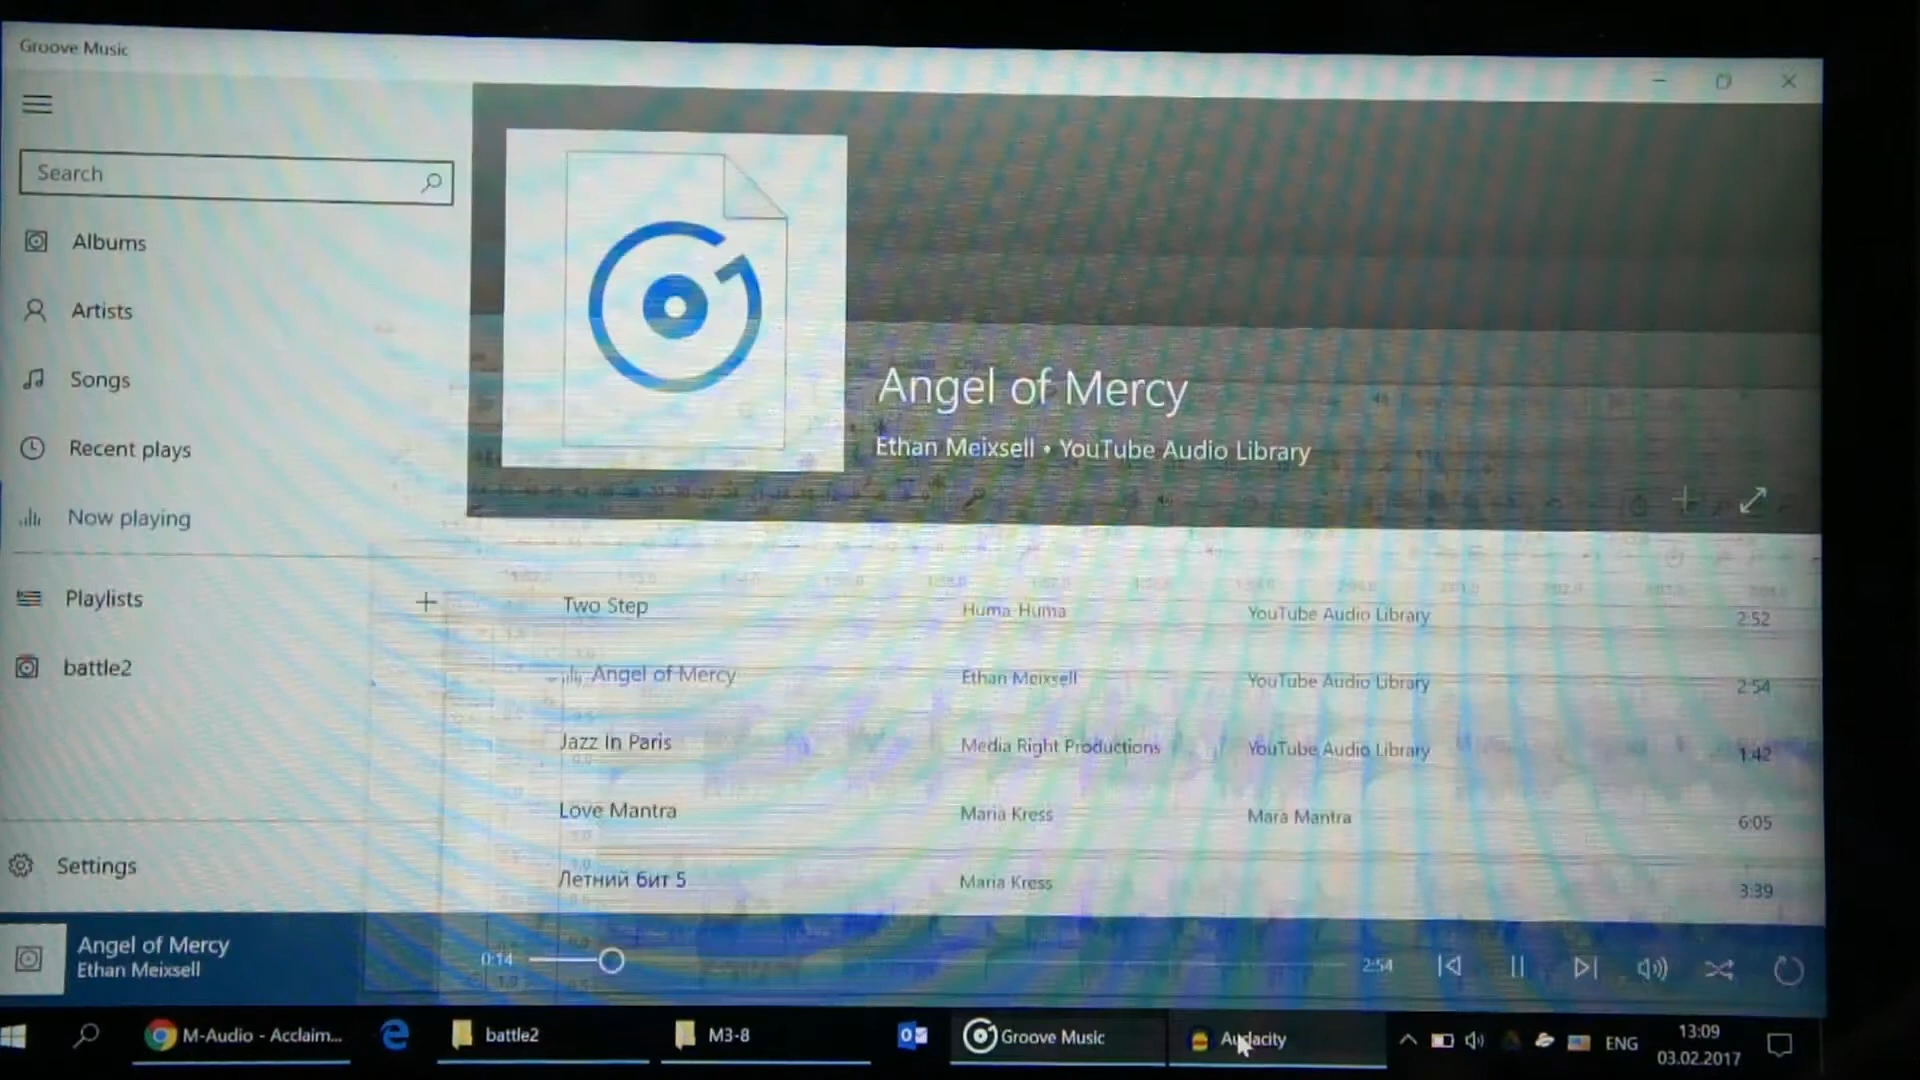 Groove Music
Search
Albums
Artists
Songs
Recent plays
Now playing
Playlists
battle2
Settings
Angel of Mercy
Ethan Meixsell • YouTube Audio Library
Two Step Huma-Huma YouTube Audio Library 2:52
Angel of Mercy Ethan Meixsell YouTube Audio Library 2:54
Jazz In Paris Media Right Productions YouTube Audio Library 1:42
Love Mantra Maria Kress Mara Mantra 6:05
Летний бит 5 Maria Kress 3:39
Angel of Mercy
Ethan Meixsell
0:14 2:54
M-Audio - Acclaim... battle2 M3-8 Groove Music Audacity ENG 13:09
03.02.2017